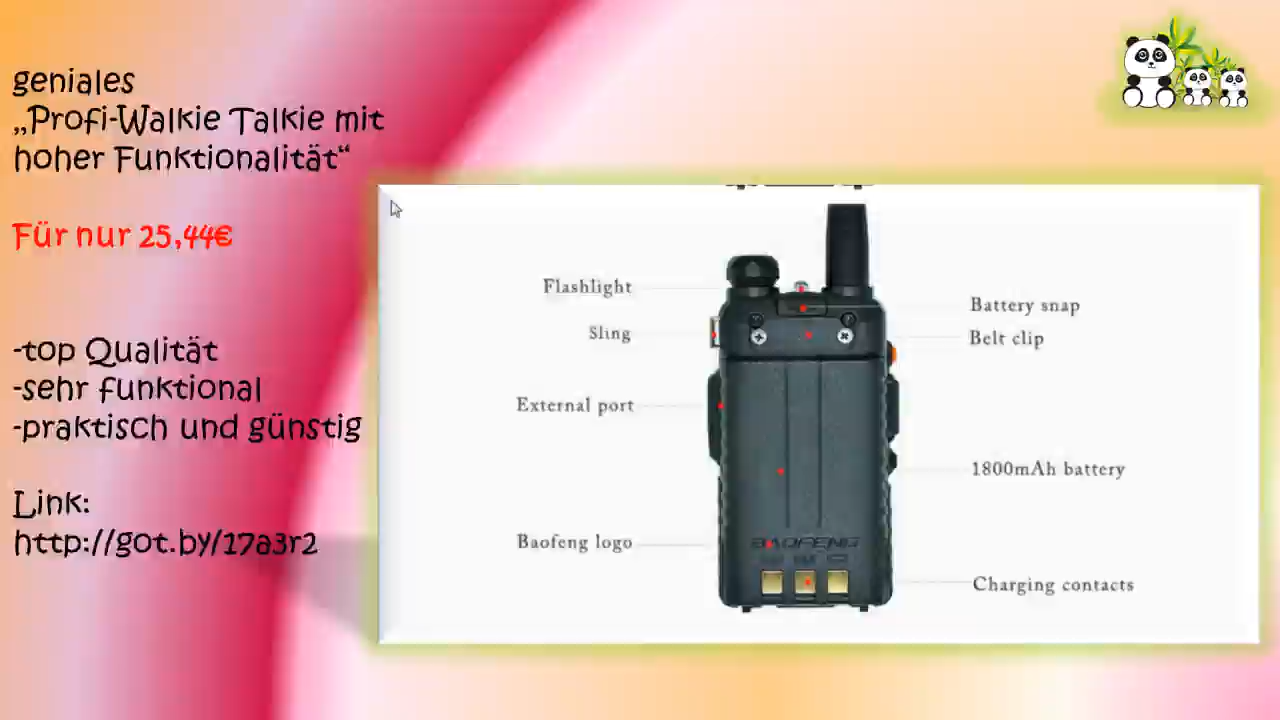 geniales
„Profi-Walkie Talkie mit
hoher Funktionalität“
Für nur 25,44€
-top Qualität
-sehr funktional
-praktisch und günstig
Link:
http://got.by/17a3r2
Flashlight
Sling
External port
Baofeng logo
Battery snap
Belt clip
1800mAh battery
Charging contacts
BAOFENG